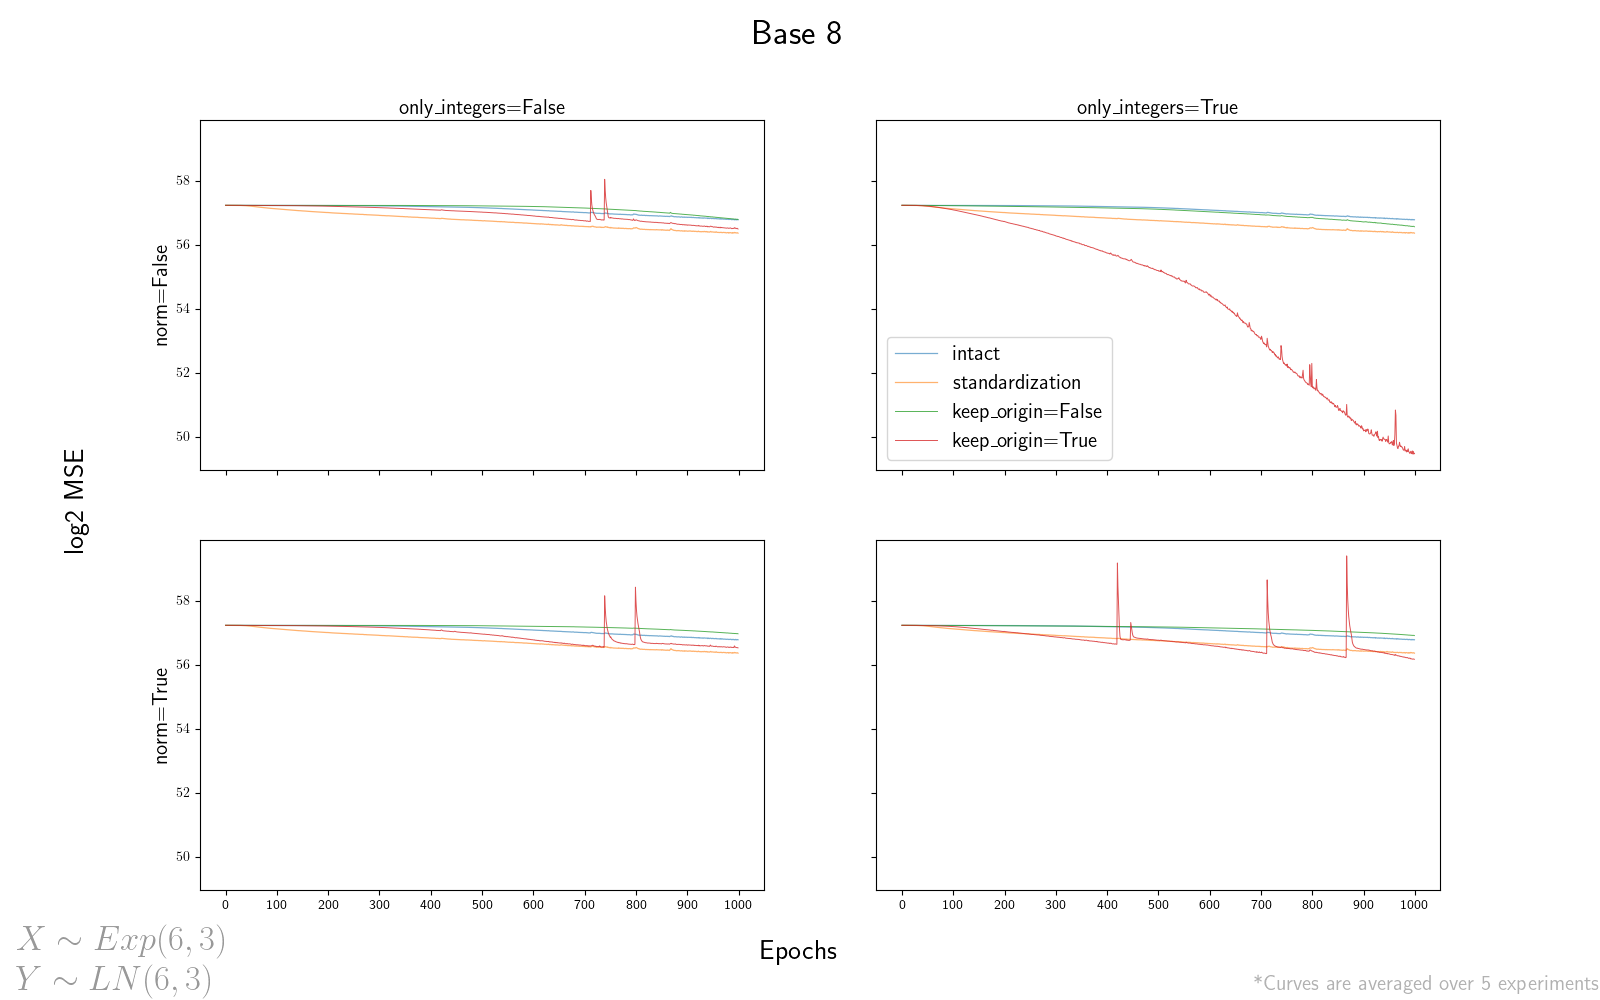 Base 8
only_integers=False
only_integers=True
norm=False
58
56
54
52
50
intact
standardization
keep_origin=False
keep_origin=True
log2 MSE
norm=True
58
56
54
52
50
0 100 200 300 400 500 600 700 800 900 1000
0 100 200 300 400 500 600 700 800 900 1000
Epochs
X ∼ Exp(6, 3)
Y ∼ LN(6, 3)
*Curves are averaged over 5 experiments